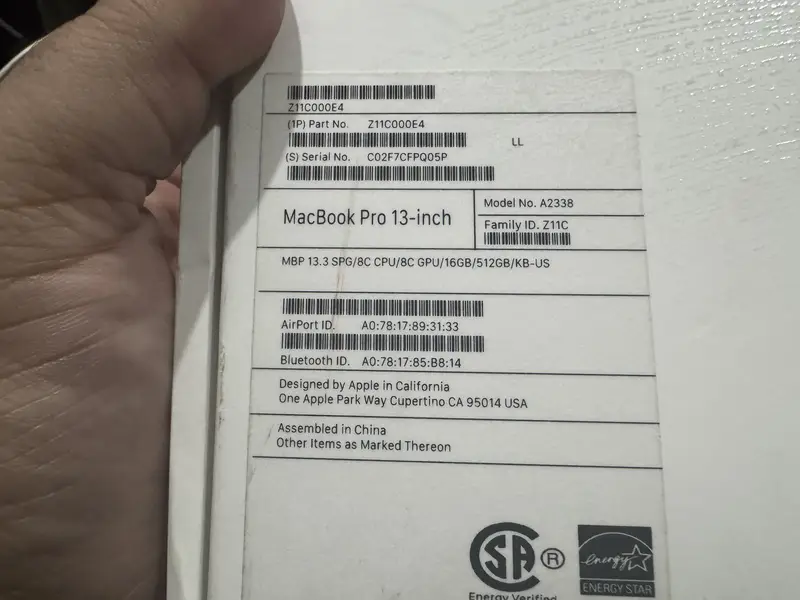 Z11C000E4
(1P) Part No. Z11C000E4
LL
(S) Serial No. C02F7CFPQ05P
MacBook Pro 13-inch
Model No. A2338
Family ID. Z11C
MBP 13.3 SPG/8C CPU/8C GPU/16GB/512GB/KB-US
AirPort ID. A0:78:17:89:31:33
Bluetooth ID. A0:78:17:85:B8:14
Designed by Apple in California
One Apple Park Way Cupertino CA 95014 USA
Assembled in China
Other Items as Marked Thereon
SA ®
Energy Verified
energy
ENERGY STAR